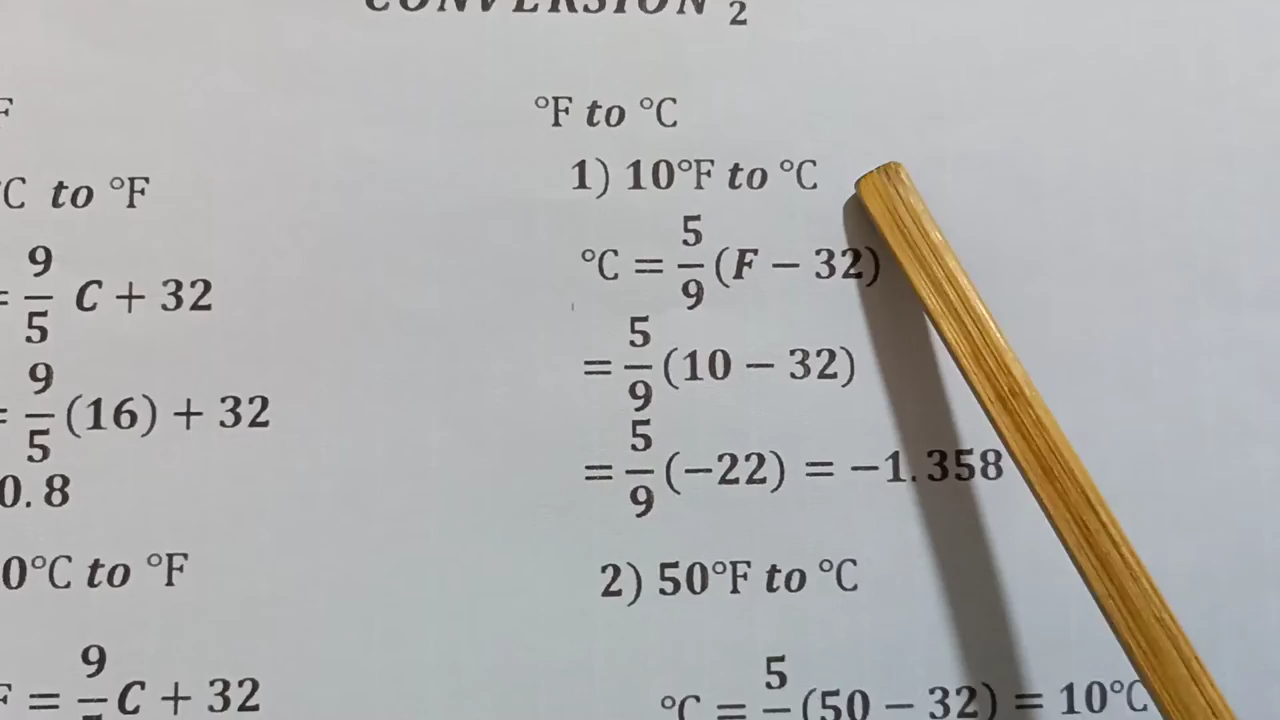 CONVERSION 2
F
°F to °C
C to °F
1) 10°F to °C
= 9/5 C + 32
°C = 5/9 (F − 32)
= 9/5 (16) + 32
= 5/9 (10 − 32)
0.8
= 5/9 (−22) = −1.358
0°C to °F
2) 50°F to °C
F = 9/5 C + 32
°C = 5/ (50 − 32) = 10°C